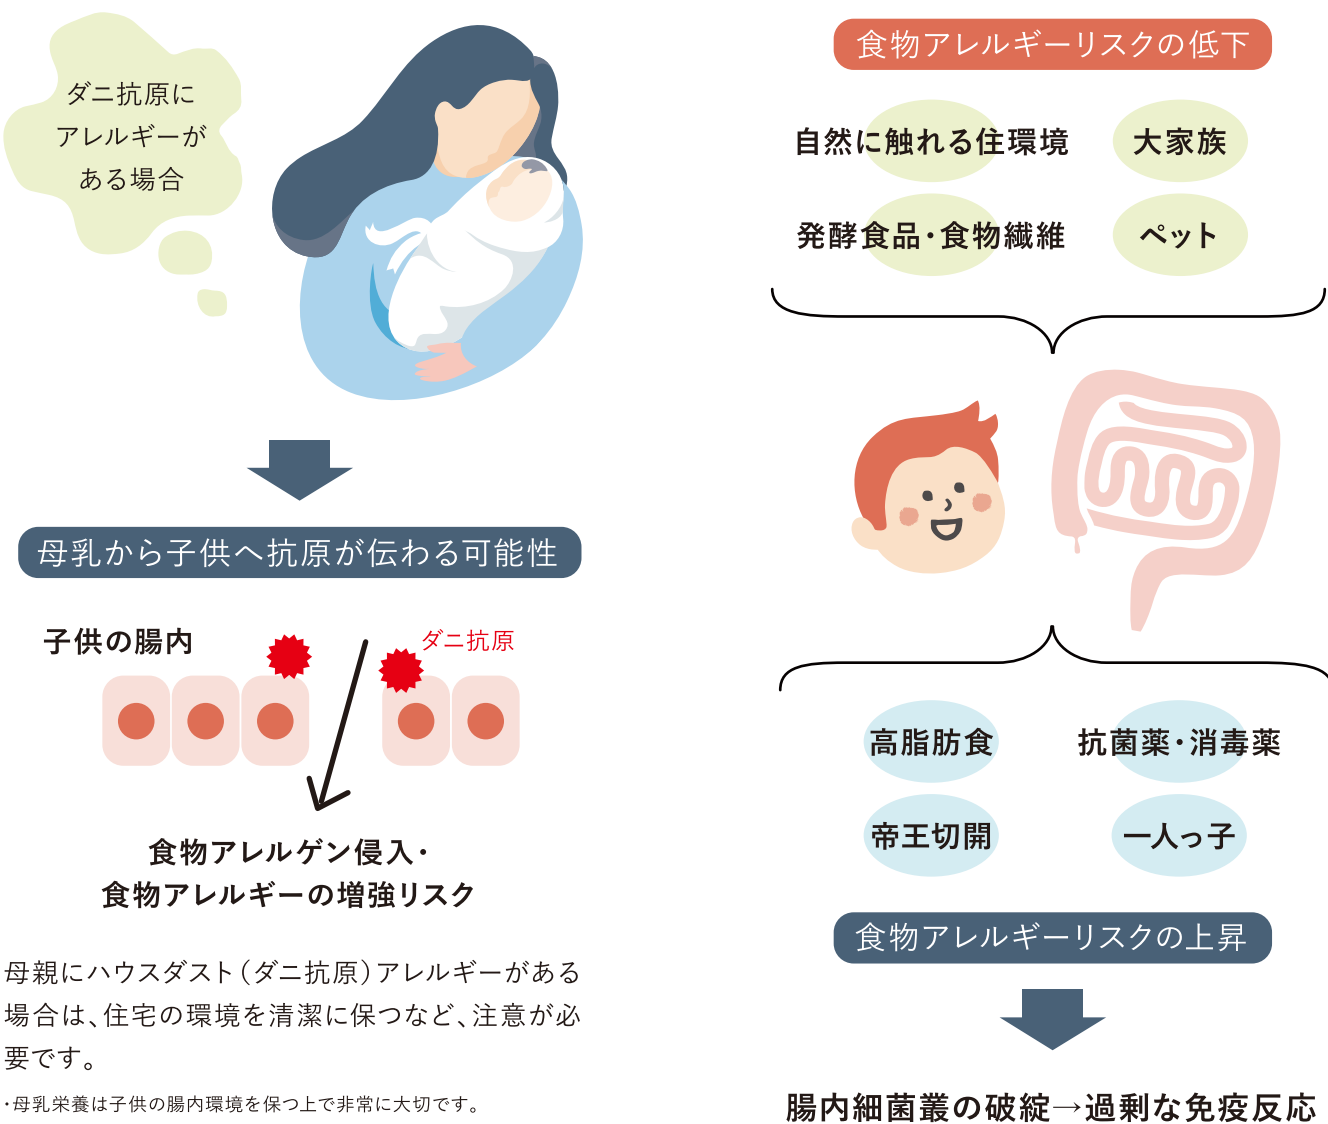 ダニ抗原に
アレルギーが
ある場合
母乳から子供へ抗原が伝わる可能性
子供の腸内
ダニ抗原
食物アレルゲン侵入・
食物アレルギーの増強リスク
母親にハウスダスト（ダニ抗原）アレルギーがある
場合は、住宅の環境を清潔に保つなど、注意が必
要です。
・母乳栄養は子供の腸内環境を保つ上で非常に大切です。
食物アレルギーリスクの低下
自然に触れる住環境
大家族
発酵食品・食物繊維
ペット
高脂肪食
抗菌薬・消毒薬
帝王切開
一人っ子
食物アレルギーリスクの上昇
腸内細菌叢の破綻→過剰な免疫反応